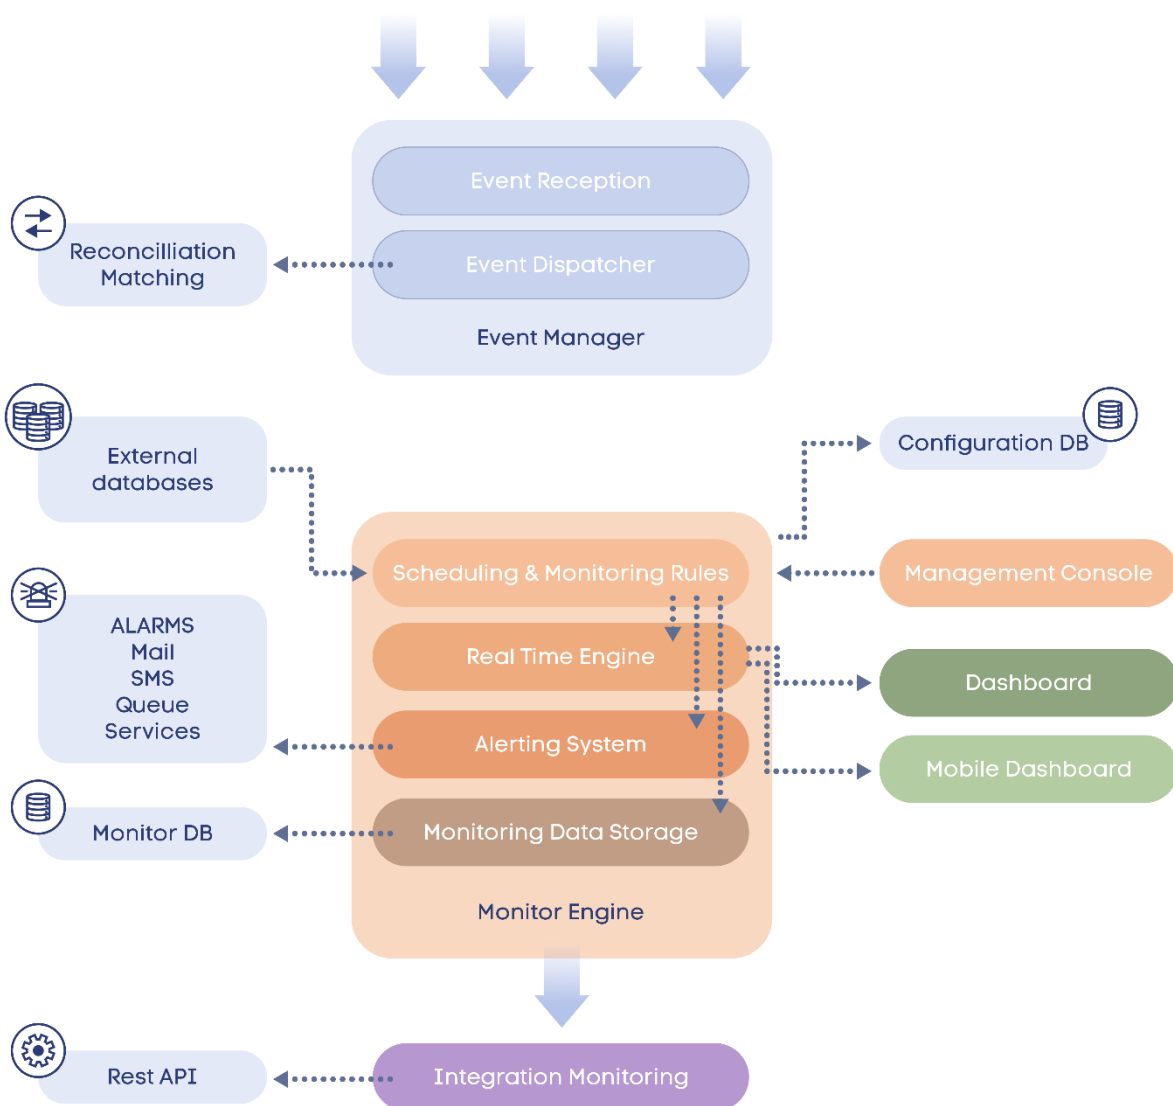 Event Reception
Reconcilliation
Matching
Event Dispatcher
Event Manager
External
databases
Configuration DB
Scheduling & Monitoring Rules
Management Console
ALARMS
Mail
SMS
Queue
Services
Real Time Engine
Dashboard
Alerting System
Mobile Dashboard
Monitor DB
Monitoring Data Storage
Monitor Engine
Rest API
Integration Monitoring